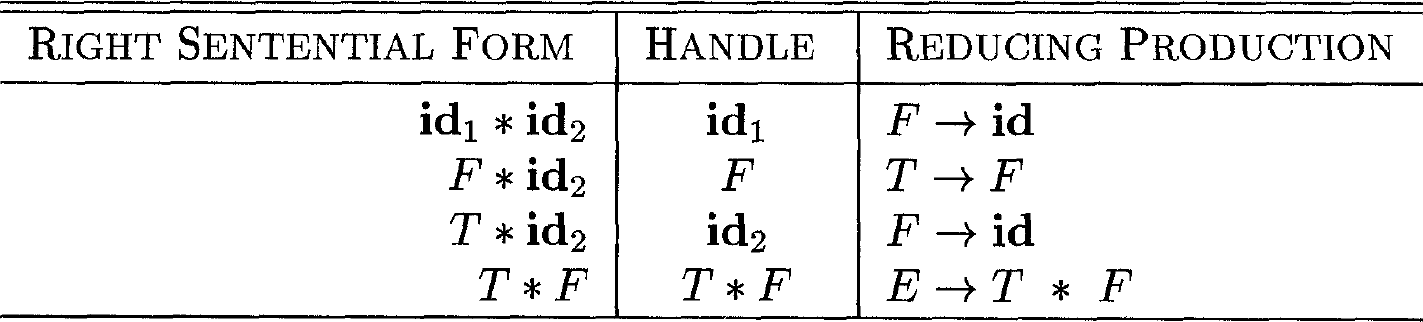 RIGHT SENTENTIAL FORM HANDLE REDUCING PRODUCTION
id₁ * id₂ id₁ F → id
F * id₂ F T → F
T * id₂ id₂ F → id
T * F T * F E → T * F